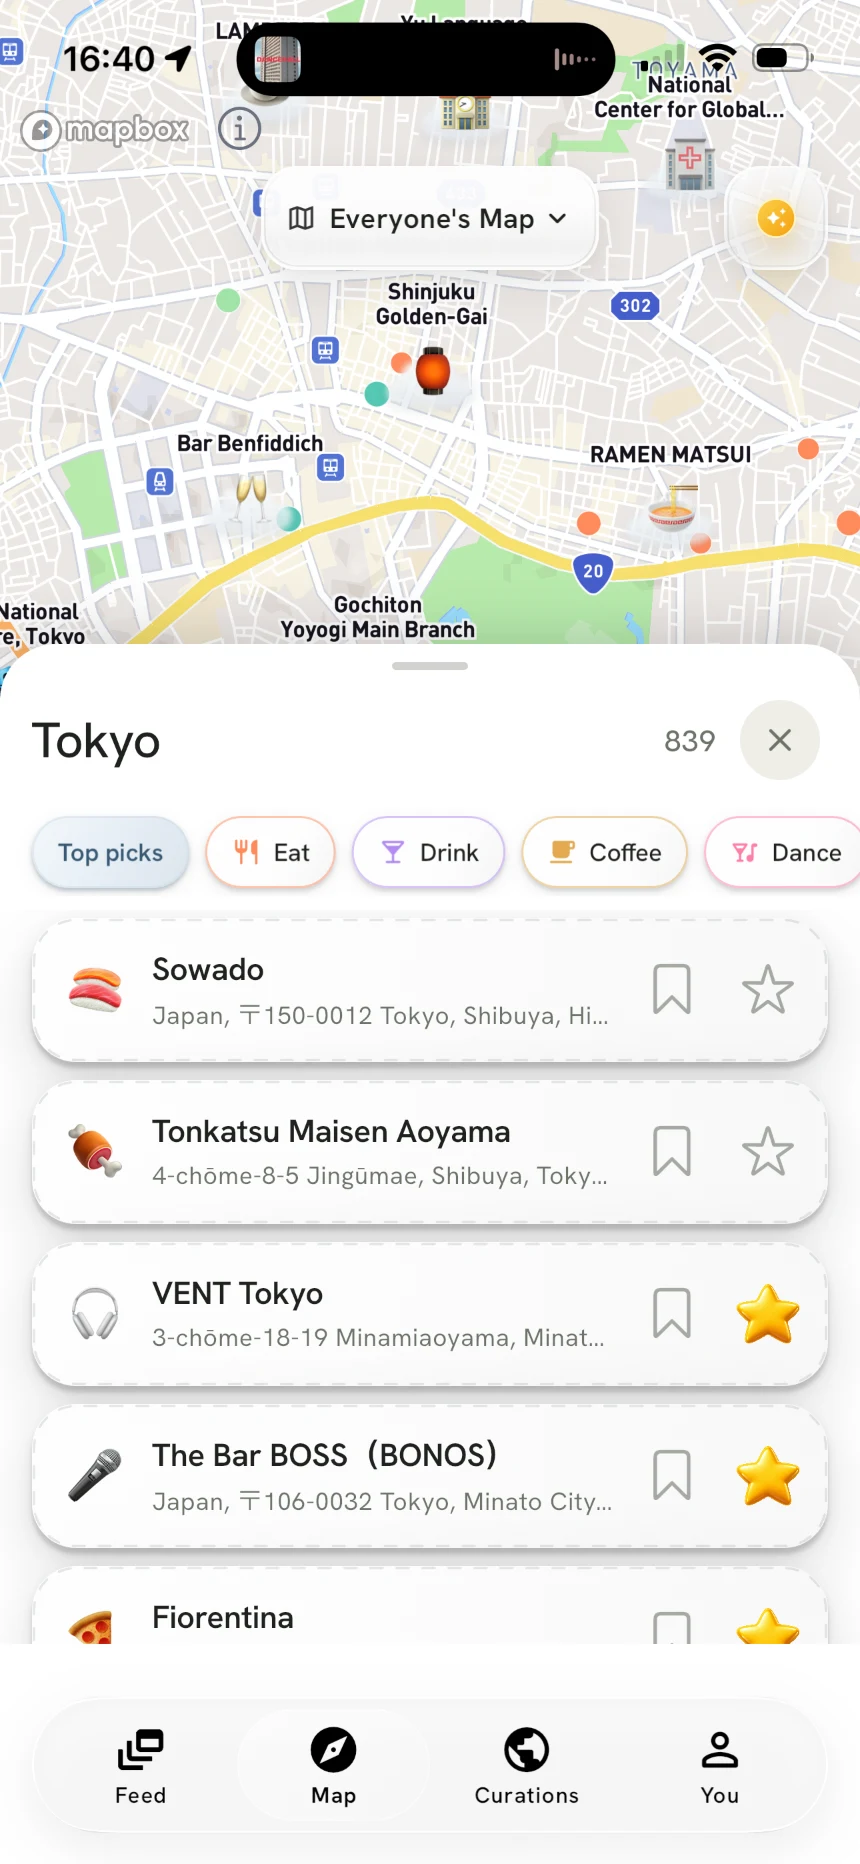 16:40
TOYAMA
National
Center for Global...
mapbox
Everyone's Map
Shinjuku
Golden-Gai
302
Bar Benfiddich
RAMEN MATSUI
20
National
re, Tokyo
Gochiton
Yoyogi Main Branch
Tokyo
839
Top picks
Eat
Drink
Coffee
Dance
Sowado
Japan, 〒150-0012 Tokyo, Shibuya, Hi...
Tonkatsu Maisen Aoyama
4-chōme-8-5 Jingūmae, Shibuya, Toky...
VENT Tokyo
3-chōme-18-19 Minamiaoyama, Minat...
The Bar BOSS（BONOS）
Japan, 〒106-0032 Tokyo, Minato City...
Fiorentina
Feed
Map
Curations
You